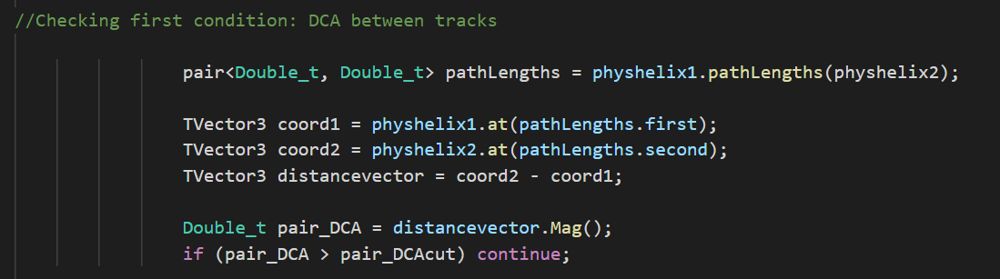 //Checking first condition: DCA between tracks
pair<Double_t, Double_t> pathLengths = physhelix1.pathLengths(physhelix2);
TVector3 coord1 = physhelix1.at(pathLengths.first);
TVector3 coord2 = physhelix2.at(pathLengths.second);
TVector3 distancevector = coord2 - coord1;
Double_t pair_DCA = distancevector.Mag();
if (pair_DCA > pair_DCAcut) continue;